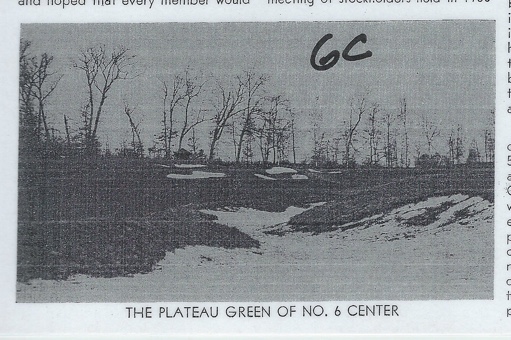 and hoped that every member would meeting of stockholders held in
6C
THE PLATEAU GREEN OF NO. 6 CENTER